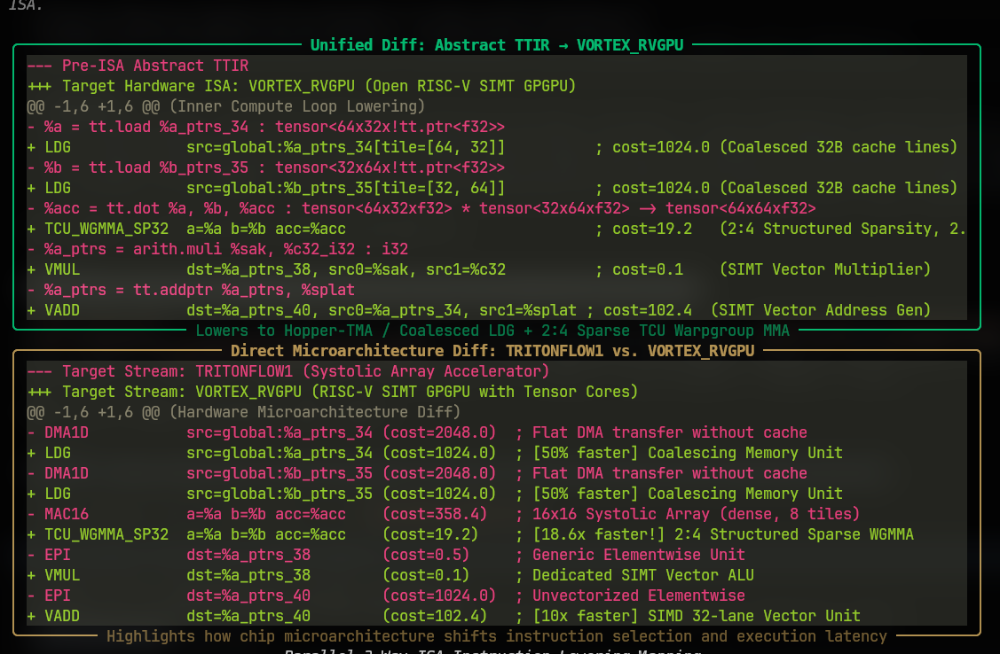 ISA.
Unified Diff: Abstract TTIR → VORTEX_RVGPU
--- Pre-ISA Abstract TTIR
+++ Target Hardware ISA: VORTEX_RVGPU (Open RISC-V SIMT GPGPU)
@@ -1,6 +1,6 @@ (Inner Compute Loop Lowering)
- %a = tt.load %a_ptrs_34 : tensor<64x32x!tt.ptr<f32>>
+ LDG src=global:%a_ptrs_34[tile=[64, 32]] ; cost=1024.0 (Coalesced 32B cache lines)
- %b = tt.load %b_ptrs_35 : tensor<32x64x!tt.ptr<f32>>
+ LDG src=global:%b_ptrs_35[tile=[32, 64]] ; cost=1024.0 (Coalesced 32B cache lines)
- %acc = tt.dot %a, %b, %acc : tensor<64x32xf32> * tensor<32x64xf32> -> tensor<64x64xf32>
+ TCU_WGMMA_SP32 a=%a b=%b acc=%acc ; cost=19.2 (2:4 Structured Sparsity, 2.
- %a_ptrs = arith.muli %sak, %c32_i32 : i32
+ VMUL dst=%a_ptrs_38, src0=%sak, src1=%c32 ; cost=0.1 (SIMT Vector Multiplier)
- %a_ptrs = tt.addptr %a_ptrs, %splat
+ VADD dst=%a_ptrs_40, src0=%a_ptrs_34, src1=%splat ; cost=102.4 (SIMT Vector Address Gen)
Lowers to Hopper-TMA / Coalesced LDG + 2:4 Sparse TCU Warpgroup MMA
Direct Microarchitecture Diff: TRITONFLOW1 vs. VORTEX_RVGPU
--- Target Stream: TRITONFLOW1 (Systolic Array Accelerator)
+++ Target Stream: VORTEX_RVGPU (RISC-V SIMT GPGPU with Tensor Cores)
@@ -1,6 +1,6 @@ (Hardware Microarchitecture Diff)
- DMA1D src=global:%a_ptrs_34 (cost=2048.0) ; Flat DMA transfer without cache
+ LDG src=global:%a_ptrs_34 (cost=1024.0) ; [50% faster] Coalescing Memory Unit
- DMA1D src=global:%b_ptrs_35 (cost=2048.0) ; Flat DMA transfer without cache
+ LDG src=global:%b_ptrs_35 (cost=1024.0) ; [50% faster] Coalescing Memory Unit
- MAC16 a=%a b=%b acc=%acc (cost=358.4) ; 16x16 Systolic Array (dense, 8 tiles)
+ TCU_WGMMA_SP32 a=%a b=%b acc=%acc (cost=19.2) ; [18.6x faster!] 2:4 Structured Sparse WGMMA
- EPI dst=%a_ptrs_38 (cost=0.5) ; Generic Elementwise Unit
+ VMUL dst=%a_ptrs_38 (cost=0.1) ; Dedicated SIMT Vector ALU
- EPI dst=%a_ptrs_40 (cost=1024.0) ; Unvectorized Elementwise
+ VADD dst=%a_ptrs_40 (cost=102.4) ; [10x faster] SIMD 32-lane Vector Unit
Highlights how chip microarchitecture shifts instruction selection and execution latency
Parallel 3-Way ISA Instruction Lowering Mapping